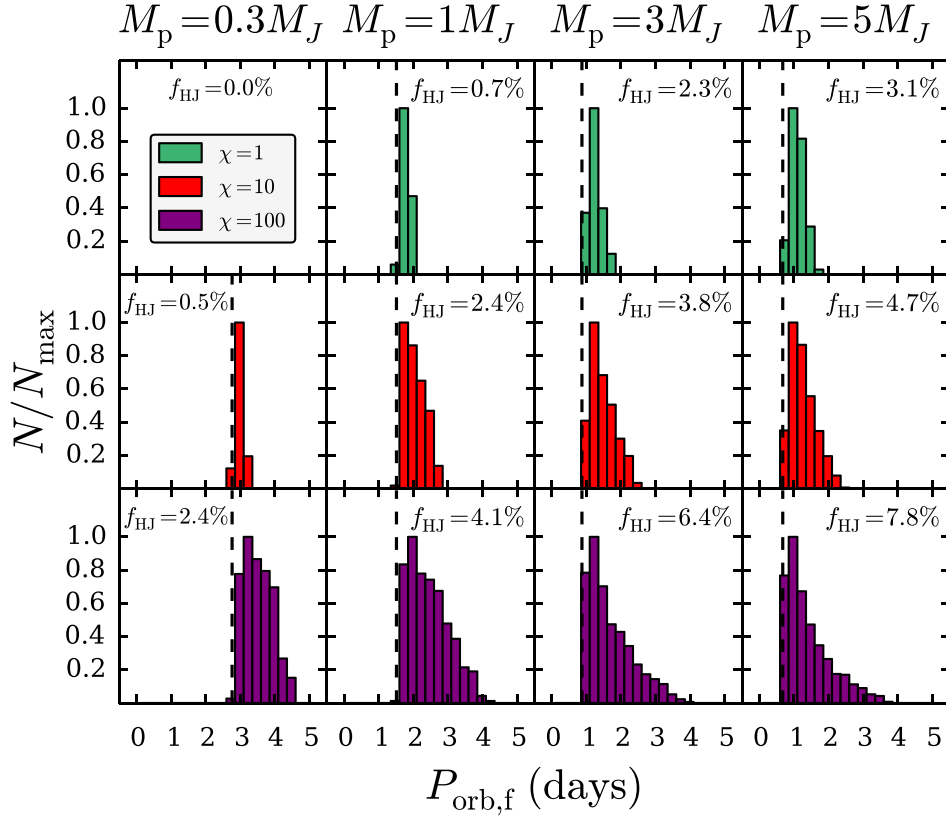 M_p=0.3M_J M_p=1M_J M_p=3M_J M_p=5M_J
f_HJ=0.0% f_HJ=0.7% f_HJ=2.3% f_HJ=3.1%
1.0
0.8
0.6
0.4
0.2
χ=1
χ=10
χ=100
f_HJ=0.5% f_HJ=2.4% f_HJ=3.8% f_HJ=4.7%
1.0
0.8
0.6
0.4
0.2
N/N_max
f_HJ=2.4% f_HJ=4.1% f_HJ=6.4% f_HJ=7.8%
1.0
0.8
0.6
0.4
0.2
0 1 2 3 4 5 0 1 2 3 4 5 0 1 2 3 4 5 0 1 2 3 4 5
P_orb,f (days)